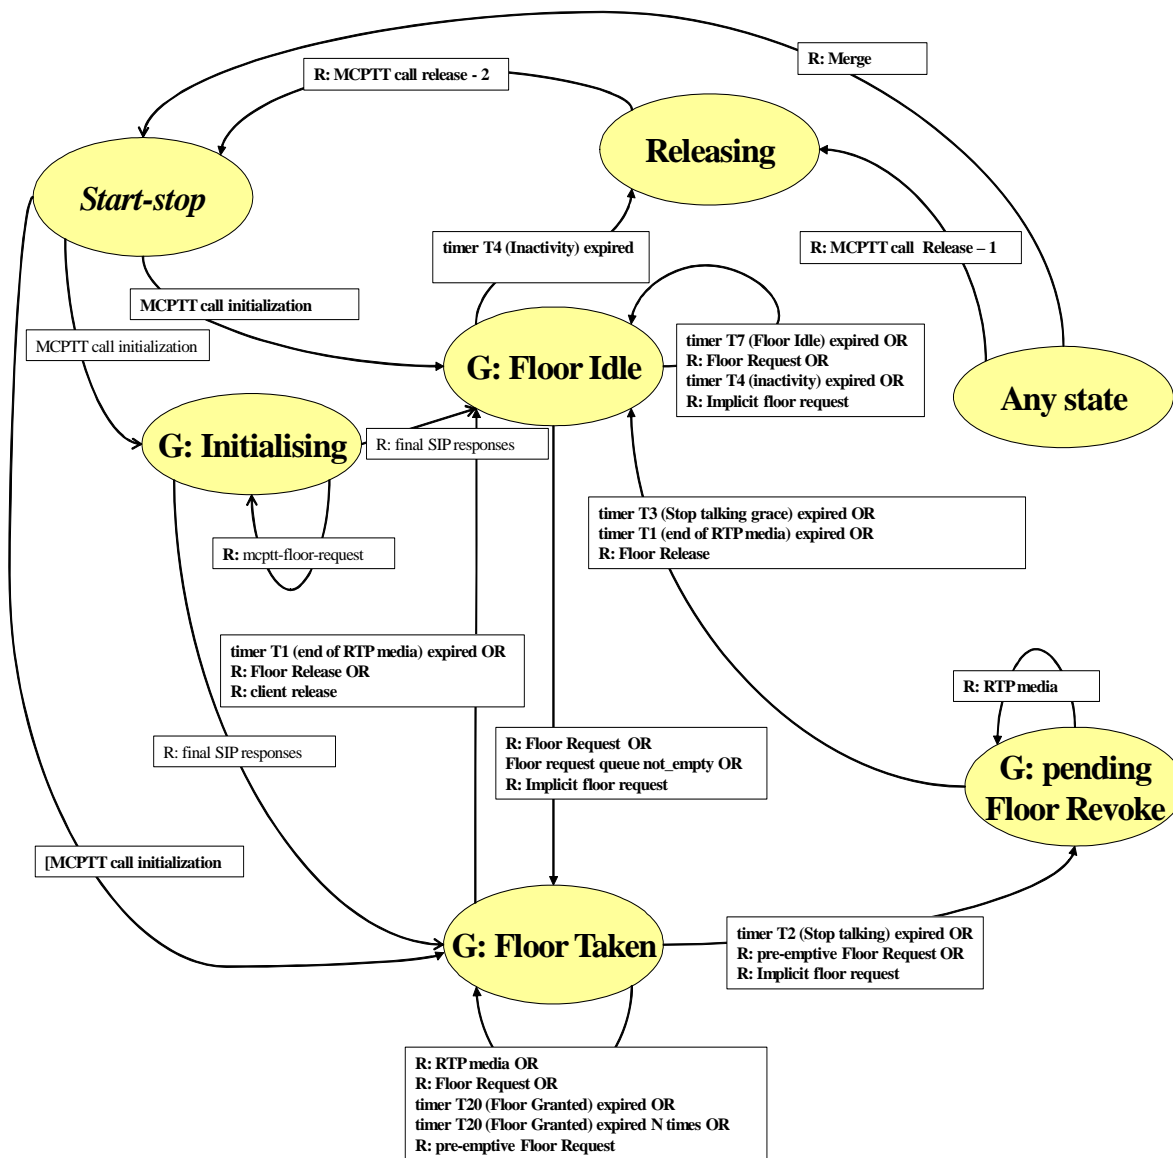 R: Merge
R: MCPTT call release - 2
Releasing
Start-stop
timer T4 (Inactivity) expired
R: MCPTT call Release – 1
MCPTT call initialization
MCPTT call initialization
G: Floor Idle
timer T7 (Floor Idle) expired OR
R: Floor Request OR
timer T4 (inactivity) expired OR
R: Implicit floor request
Any state
G: Initialising
R: final SIP responses
R: mcptt-floor-request
timer T3 (Stop talking grace) expired OR
timer T1 (end of RTP media) expired OR
R: Floor Release
timer T1 (end of RTP media) expired OR
R: Floor Release OR
R: client release
R: RTP media
R: final SIP responses
R: Floor Request OR
Floor request queue not_empty OR
R: Implicit floor request
G: pending
Floor Revoke
[MCPTT call initialization
G: Floor Taken
timer T2 (Stop talking) expired OR
R: pre-emptive Floor Request OR
R: Implicit floor request
R: RTP media OR
R: Floor Request OR
timer T20 (Floor Granted) expired OR
timer T20 (Floor Granted) expired N times OR
R: pre-emptive Floor Request